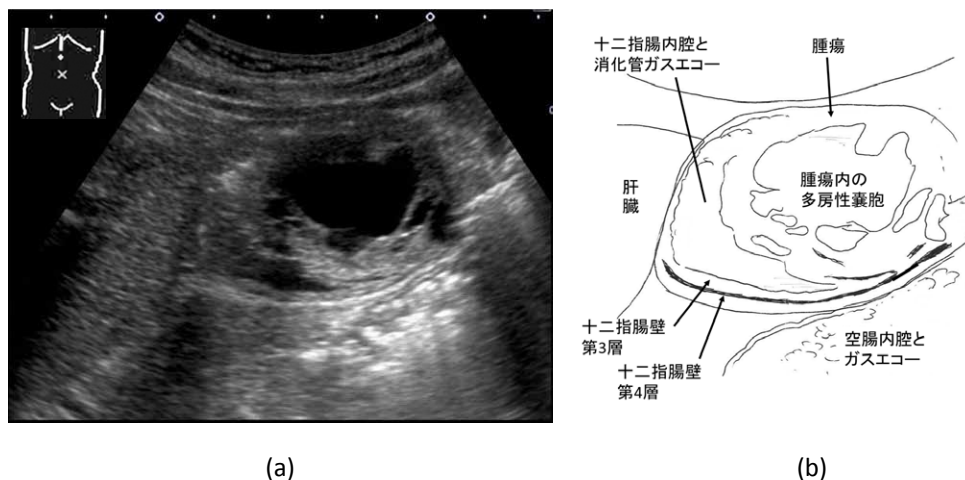 十二指腸内腔と
消化管ガスエコー
腫瘍
肝
臓
腫瘍内の
多房性嚢胞
十二指腸壁
第3層
十二指腸壁
第4層
空腸内腔と
ガスエコー
(a)
(b)